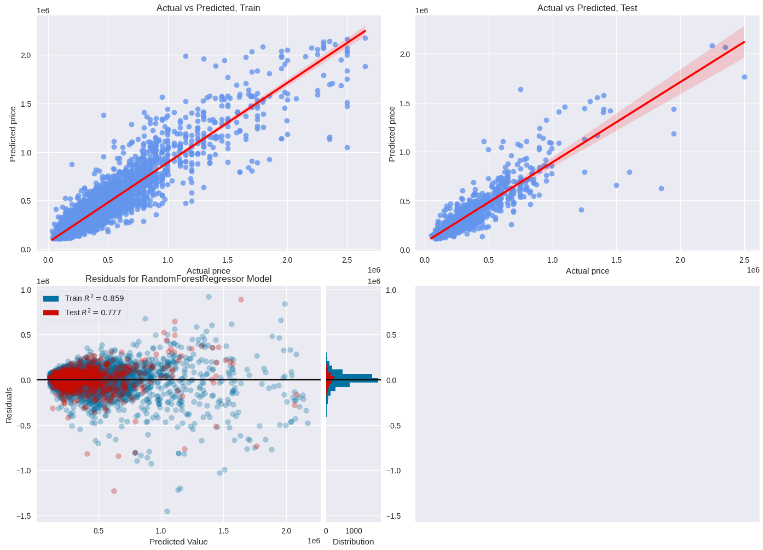 Actual vs Predicted, Train
1e6
Predicted price
2.0
1.5
1.0
0.5
0.0
0.0 0.5 1.0 1.5 2.0 2.5
Actual price
1e6
Actual vs Predicted, Test
1e6
Predicted price
2.0
1.5
1.0
0.5
0.0
0.0 0.5 1.0 1.5 2.0 2.5
Actual price
1e6
Residuals for RandomForestRegressor Model
1e6
Train R² = 0.859
Test R² = 0.777
Residuals
1.0
0.5
0.0
−0.5
−1.0
−1.5
0.5 1.0 1.5 2.0
Predicted Value
1e6
1e6
1.0
0.5
0.0
−0.5
−1.0
−1.5
0 1000
Distribution